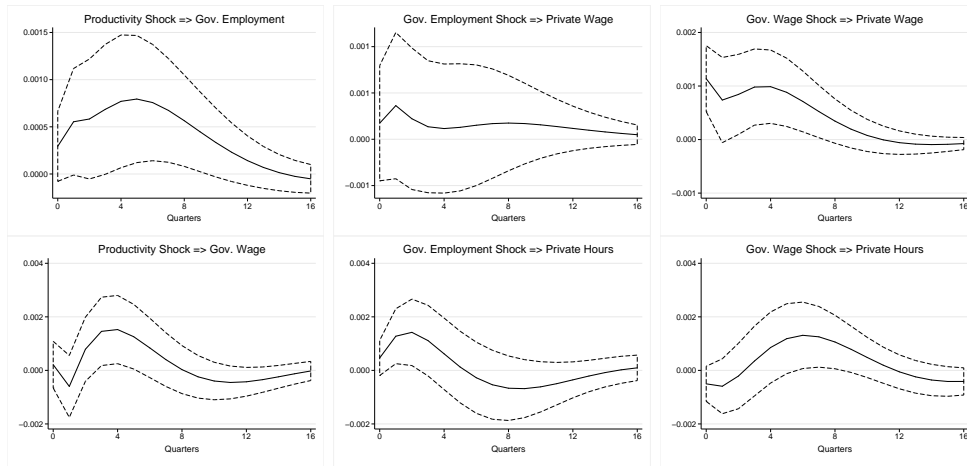 Productivity Shock => Gov. Employment
0.0015
0.0010
0.0005
0.0000
0 4 8 12 16
Quarters
Gov. Employment Shock => Private Wage
0.001
0.001
0.000
−0.001
0 4 8 12 16
Quarters
Gov. Wage Shock => Private Wage
0.002
0.001
0.000
−0.001
0 4 8 12 16
Quarters
Productivity Shock => Gov. Wage
0.004
0.002
0.000
−0.002
0 4 8 12 16
Quarters
Gov. Employment Shock => Private Hours
0.004
0.002
0.000
−0.002
0 4 8 12 16
Quarters
Gov. Wage Shock => Private Hours
0.004
0.002
0.000
−0.002
0 4 8 12 16
Quarters